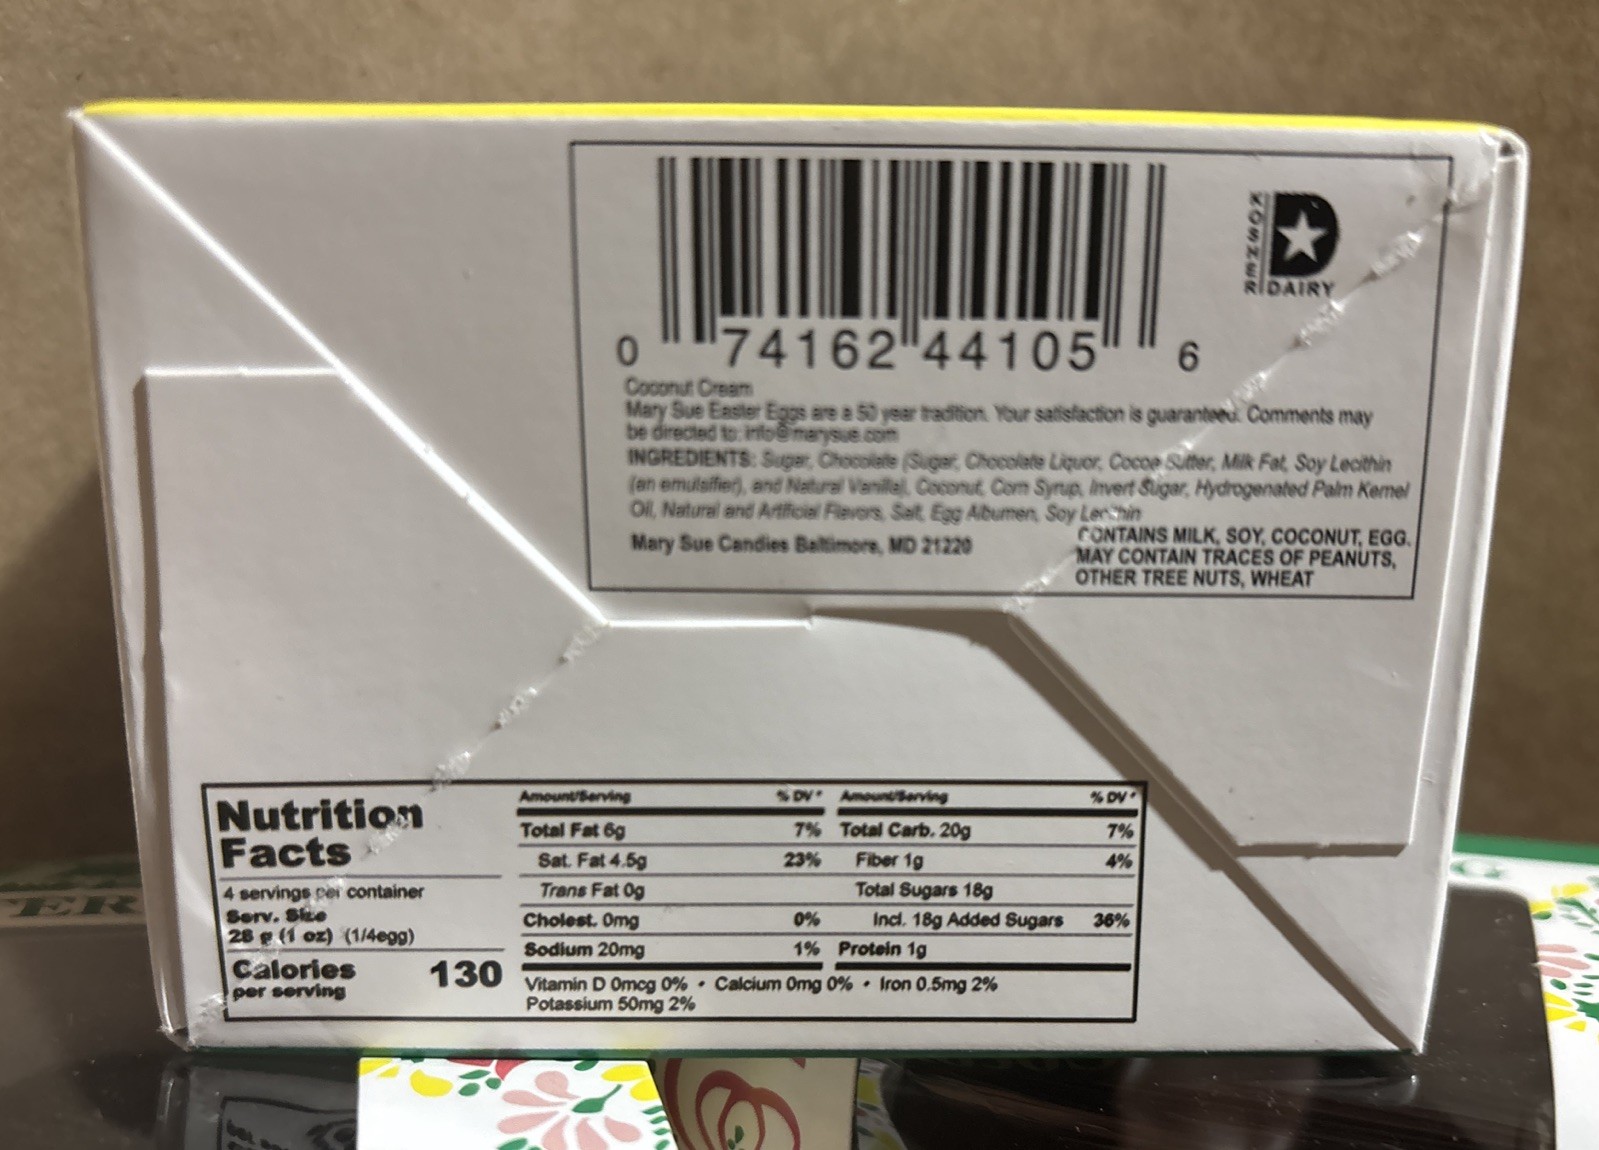 KOSHER
DAIRY
0 74162 44105 6
Coconut Cream
Mary Sue Easter Eggs are a 50 year tradition. Your satisfaction is guaranteed. Comments may
be directed to: info@marysue.com
INGREDIENTS: Sugar, Chocolate (Sugar, Chocolate Liquor, Cocoa Butter, Milk Fat, Soy Lecithin
(an emulsifier), and Natural Vanilla), Coconut, Corn Syrup, Invert Sugar, Hydrogenated Palm Kernel
Oil, Natural and Artificial Flavors, Salt, Egg Albumen, Soy Lecithin
Mary Sue Candies Baltimore, MD 21220
CONTAINS MILK, SOY, COCONUT, EGG.
MAY CONTAIN TRACES OF PEANUTS,
OTHER TREE NUTS, WHEAT
Nutrition
Facts
4 servings per container
Serv. Size
28 g (1 oz) (1/4egg)
Calories 130
per serving
Amount/Serving % DV*
Total Fat 6g 7%
Sat. Fat 4.5g 23%
Trans Fat 0g
Cholest. 0mg 0%
Sodium 20mg 1%
Amount/Serving % DV*
Total Carb. 20g 7%
Fiber 1g 4%
Total Sugars 18g
Incl. 18g Added Sugars 36%
Protein 1g
Vitamin D 0mcg 0% • Calcium 0mg 0% • Iron 0.5mg 2%
Potassium 50mg 2%